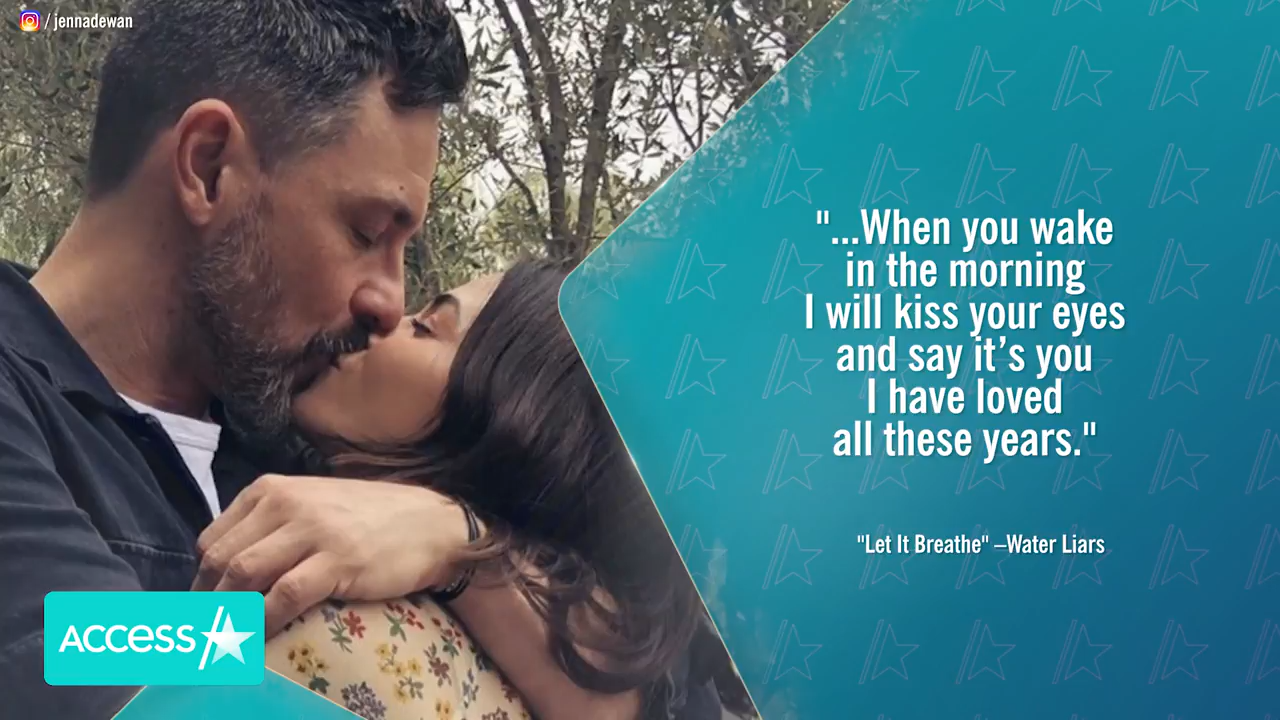 / jennadewan
"...When you wake
in the morning
I will kiss your eyes
and say it’s you
I have loved
all these years."
"Let It Breathe" –Water Liars
ACCESS